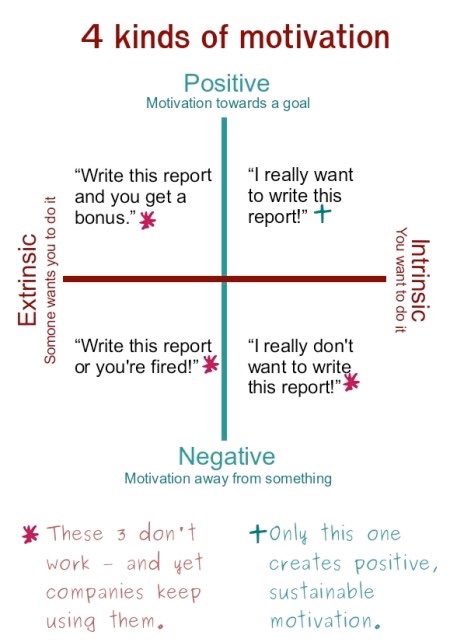 4 kinds of motivation
Positive
Motivation towards a goal
“Write this report
and you get a
bonus.” *
“I really want
to write this
report!” +
Extrinsic
Somone wants you to do it
Intrinsic
You want to do it
“Write this report
or you're fired!” *
“I really don't
want to write
this report!” *
Negative
Motivation away from something
* These 3 don't
work – and yet
companies keep
using them.
+ Only this one
creates positive,
sustainable
motivation.